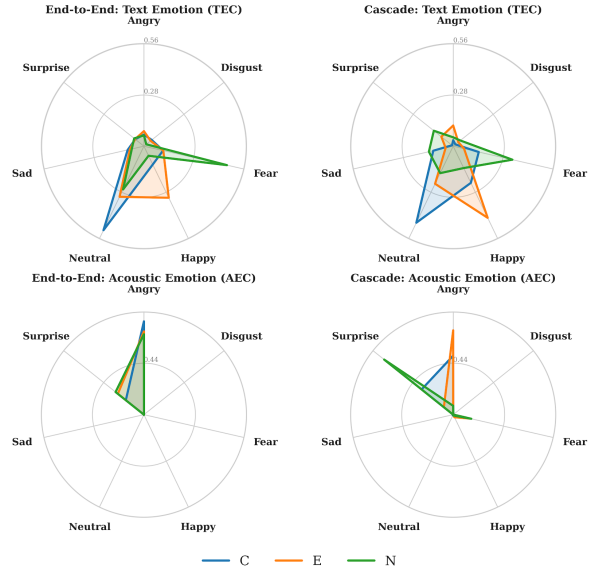 End-to-End: Text Emotion (TEC)
Angry
0.56
0.28
Surprise
Disgust
Sad
Fear
Neutral
Happy
Cascade: Text Emotion (TEC)
Angry
0.56
0.28
Surprise
Disgust
Sad
Fear
Neutral
Happy
End-to-End: Acoustic Emotion (AEC)
Angry
0.44
Surprise
Disgust
Sad
Fear
Neutral
Happy
Cascade: Acoustic Emotion (AEC)
Angry
0.44
Surprise
Disgust
Sad
Fear
Neutral
Happy
C E N